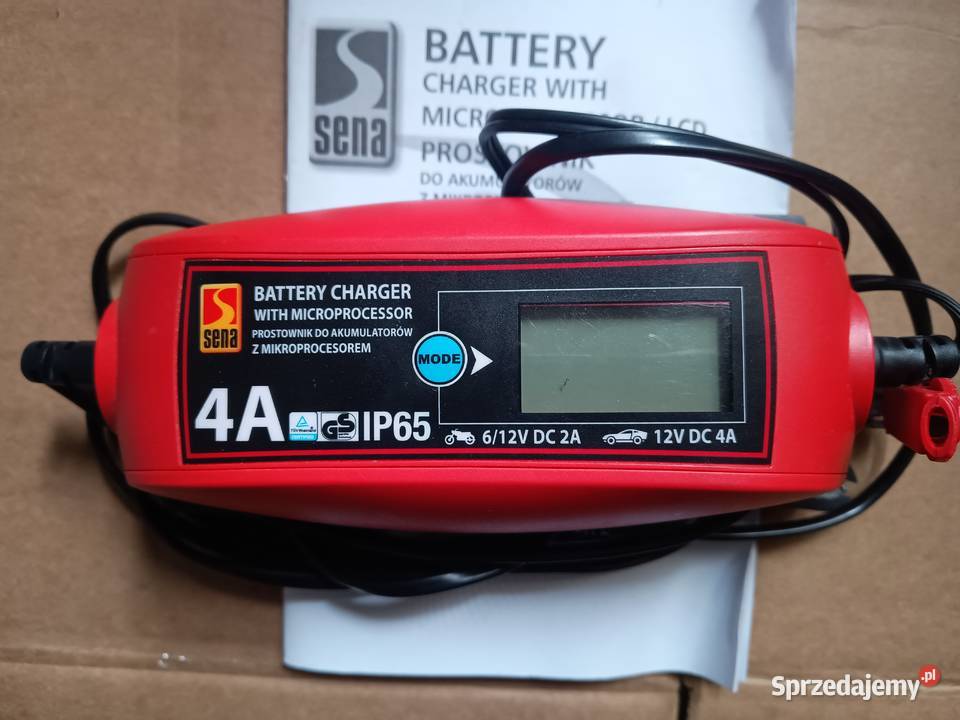 sena
BATTERY
CHARGER WITH
DO AKUMULATORÓW
sena
BATTERY CHARGER
WITH MICROPROCESSOR
PROSTOWNIK DO AKUMULATORÓW
Z MIKROPROCESOREM
MODE
4A
GS
IP65
6/12V DC 2A
12V DC 4A
Sprzedajemy.pl